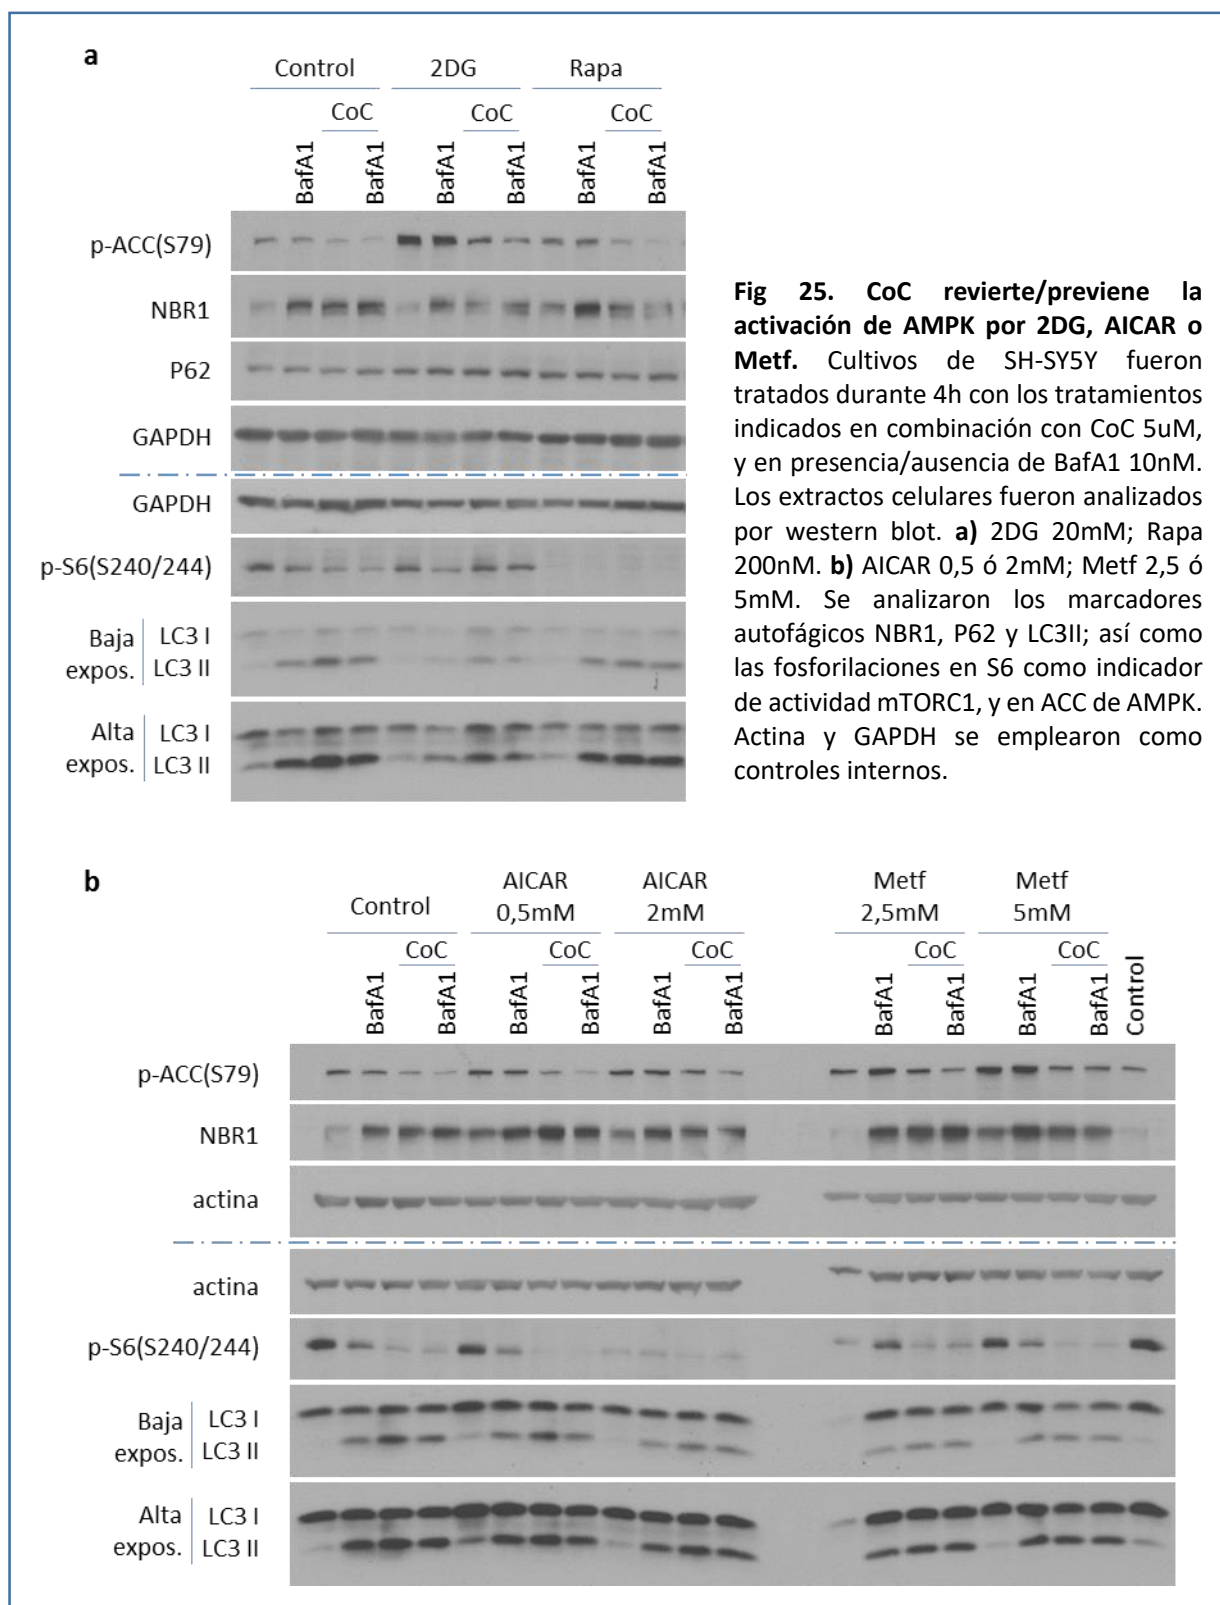 a
Control 2DG Rapa
CoC CoC CoC
BafA1 BafA1 BafA1 BafA1 BafA1 BafA1
p-ACC(S79)
NBR1
P62
GAPDH
GAPDH
p-S6(S240/244)
Baja LC3 I
expos. LC3 II
Alta LC3 I
expos. LC3 II
Fig 25. CoC revierte/previene la
activación de AMPK por 2DG, AICAR o
Metf. Cultivos de SH-SY5Y fueron
tratados durante 4h con los tratamientos
indicados en combinación con CoC 5uM,
y en presencia/ausencia de BafA1 10nM.
Los extractos celulares fueron analizados
por western blot. a) 2DG 20mM; Rapa
200nM. b) AICAR 0,5 ó 2mM; Metf 2,5 ó
5mM. Se analizaron los marcadores
autofágicos NBR1, P62 y LC3II; así como
las fosforilaciones en S6 como indicador
de actividad mTORC1, y en ACC de AMPK.
Actina y GAPDH se emplearon como
controles internos.
b
AICAR AICAR Metf Metf
Control 0,5mM 2mM 2,5mM 5mM
CoC CoC CoC CoC CoC
BafA1 BafA1 BafA1 BafA1 BafA1 BafA1 BafA1 BafA1 BafA1 BafA1 Control
p-ACC(S79)
NBR1
actina
actina
p-S6(S240/244)
Baja LC3 I
expos. LC3 II
Alta LC3 I
expos. LC3 II